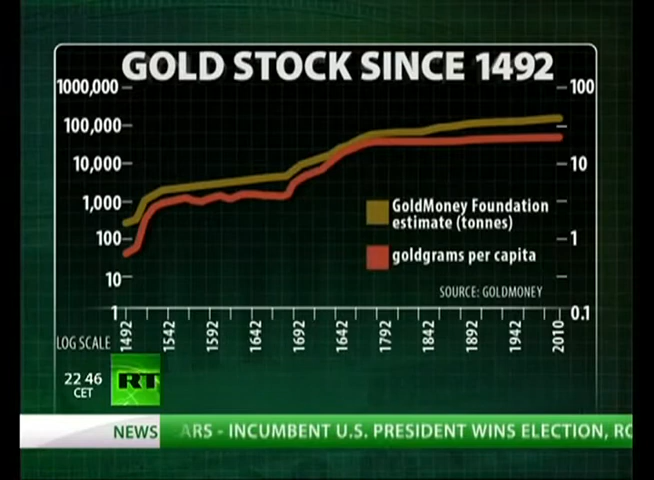 GOLD STOCK SINCE 1492
1000,000
100,000
10,000
1,000
100
10
1
100
10
1
0.1
GoldMoney Foundation
estimate (tonnes)
goldgrams per capita
SOURCE: GOLDMONEY
LOG SCALE
1492
1542
1592
1642
1692
1642
1792
1842
1892
1942
2010
22 46
CET
RT
NEWS
ARS - INCUMBENT U.S. PRESIDENT WINS ELECTION,